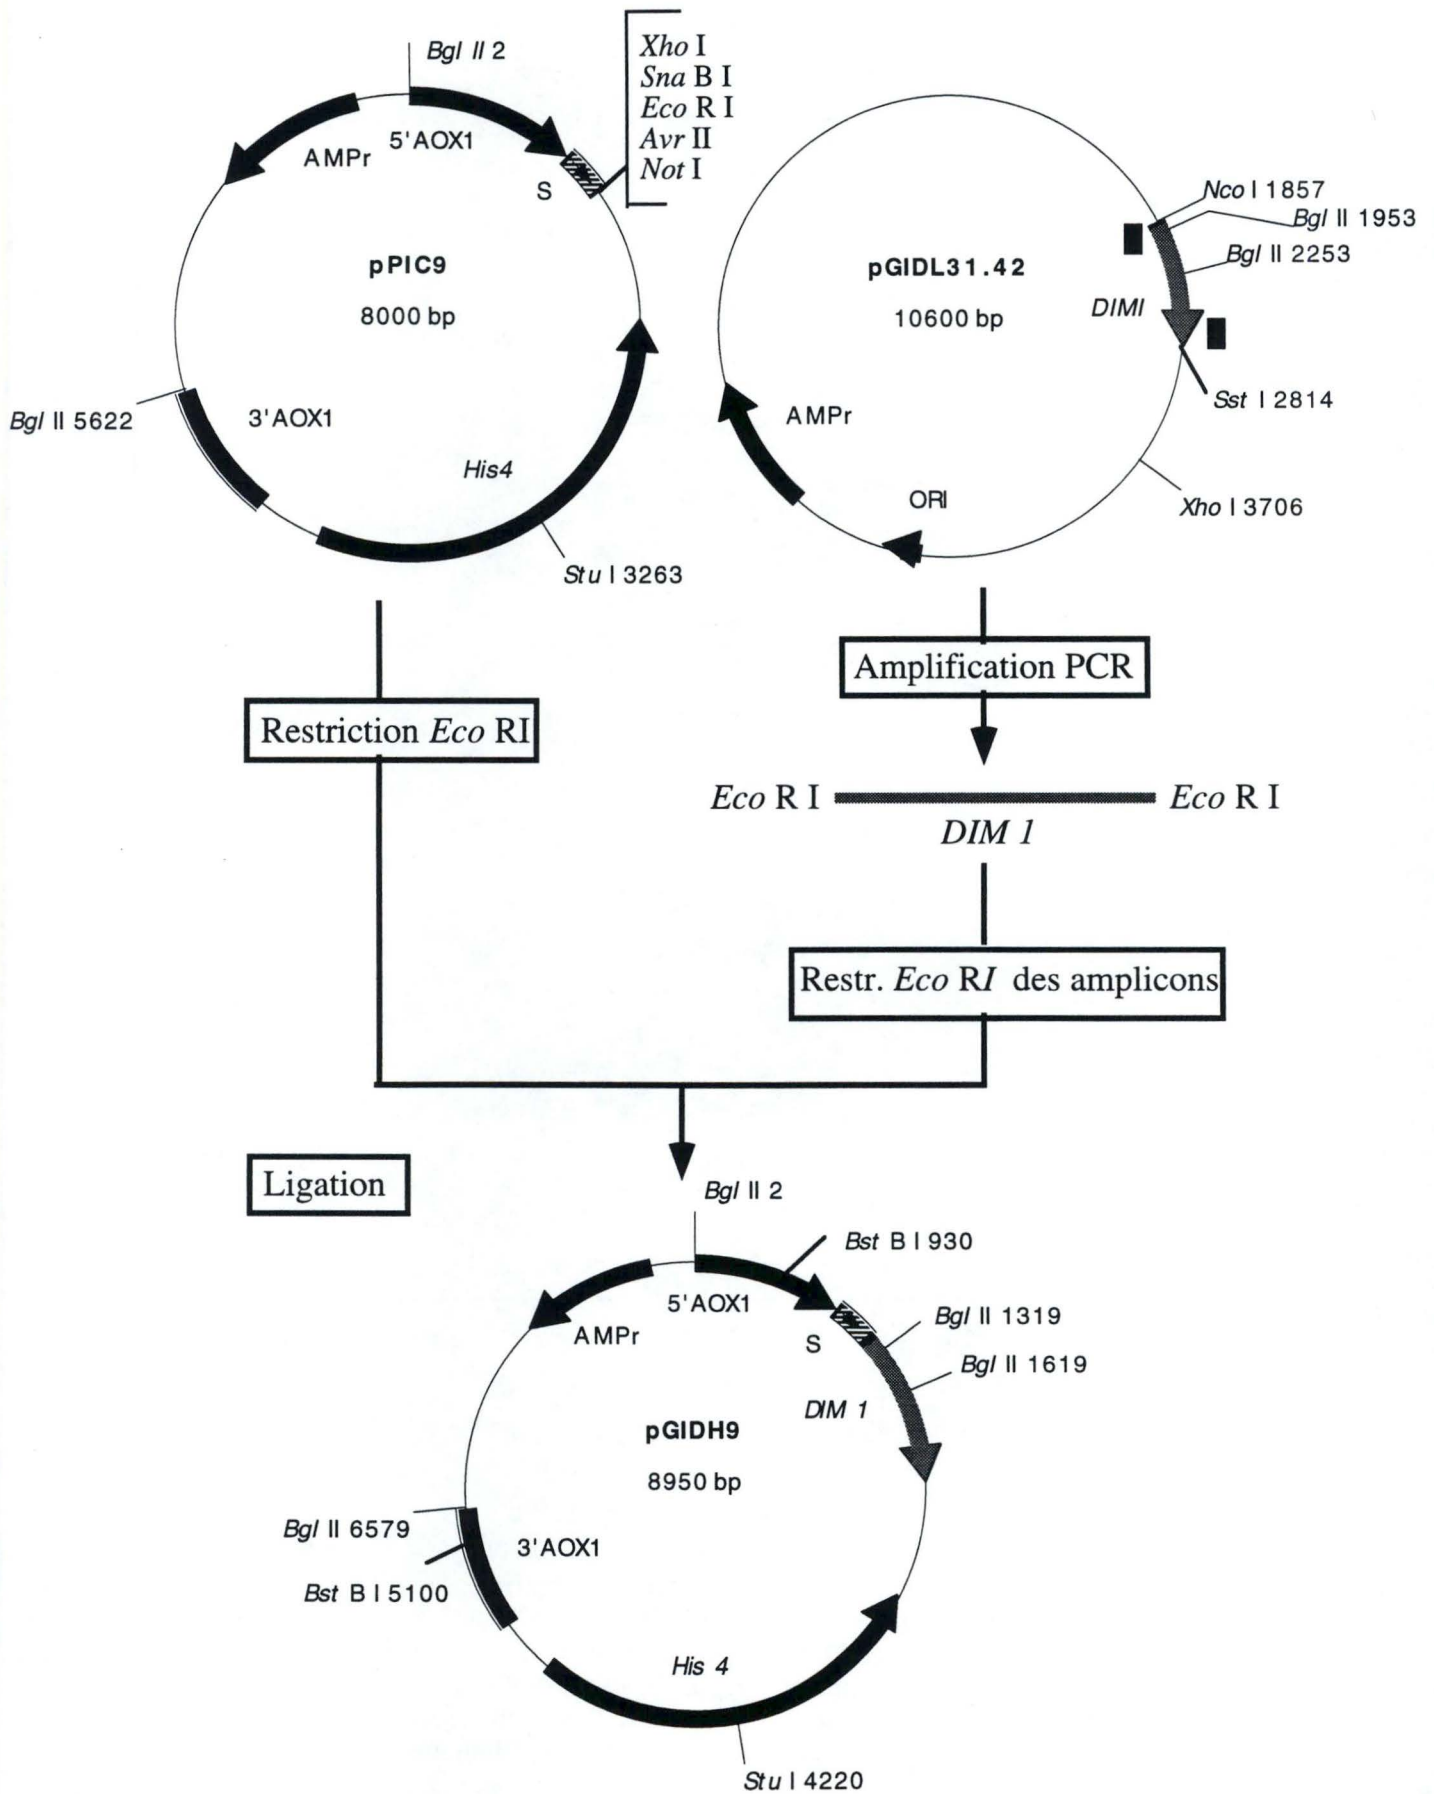 Bgl II 2
Xho I
Sna B I
Eco R I
Avr II
Not I
AMPr
5'AOX1
S
pPIC9
8000 bp
Bgl II 5622
3'AOX1
His4
Stu I 3263
Nco I 1857
Bgl II 1953
Bgl II 2253
pGIDL31.42
10600 bp
DIMI
Sst I 2814
AMPr
ORI
Xho I 3706
Amplification PCR
Restriction Eco RI
Eco R I
Eco R I
DIM 1
Restr. Eco RI des amplicons
Ligation
Bgl II 2
Bst B I 930
5'AOX1
AMPr
S
Bgl II 1319
Bgl II 1619
DIM 1
pGIDH9
8950 bp
Bgl II 6579
3'AOX1
Bst B I 5100
His 4
Stu I 4220